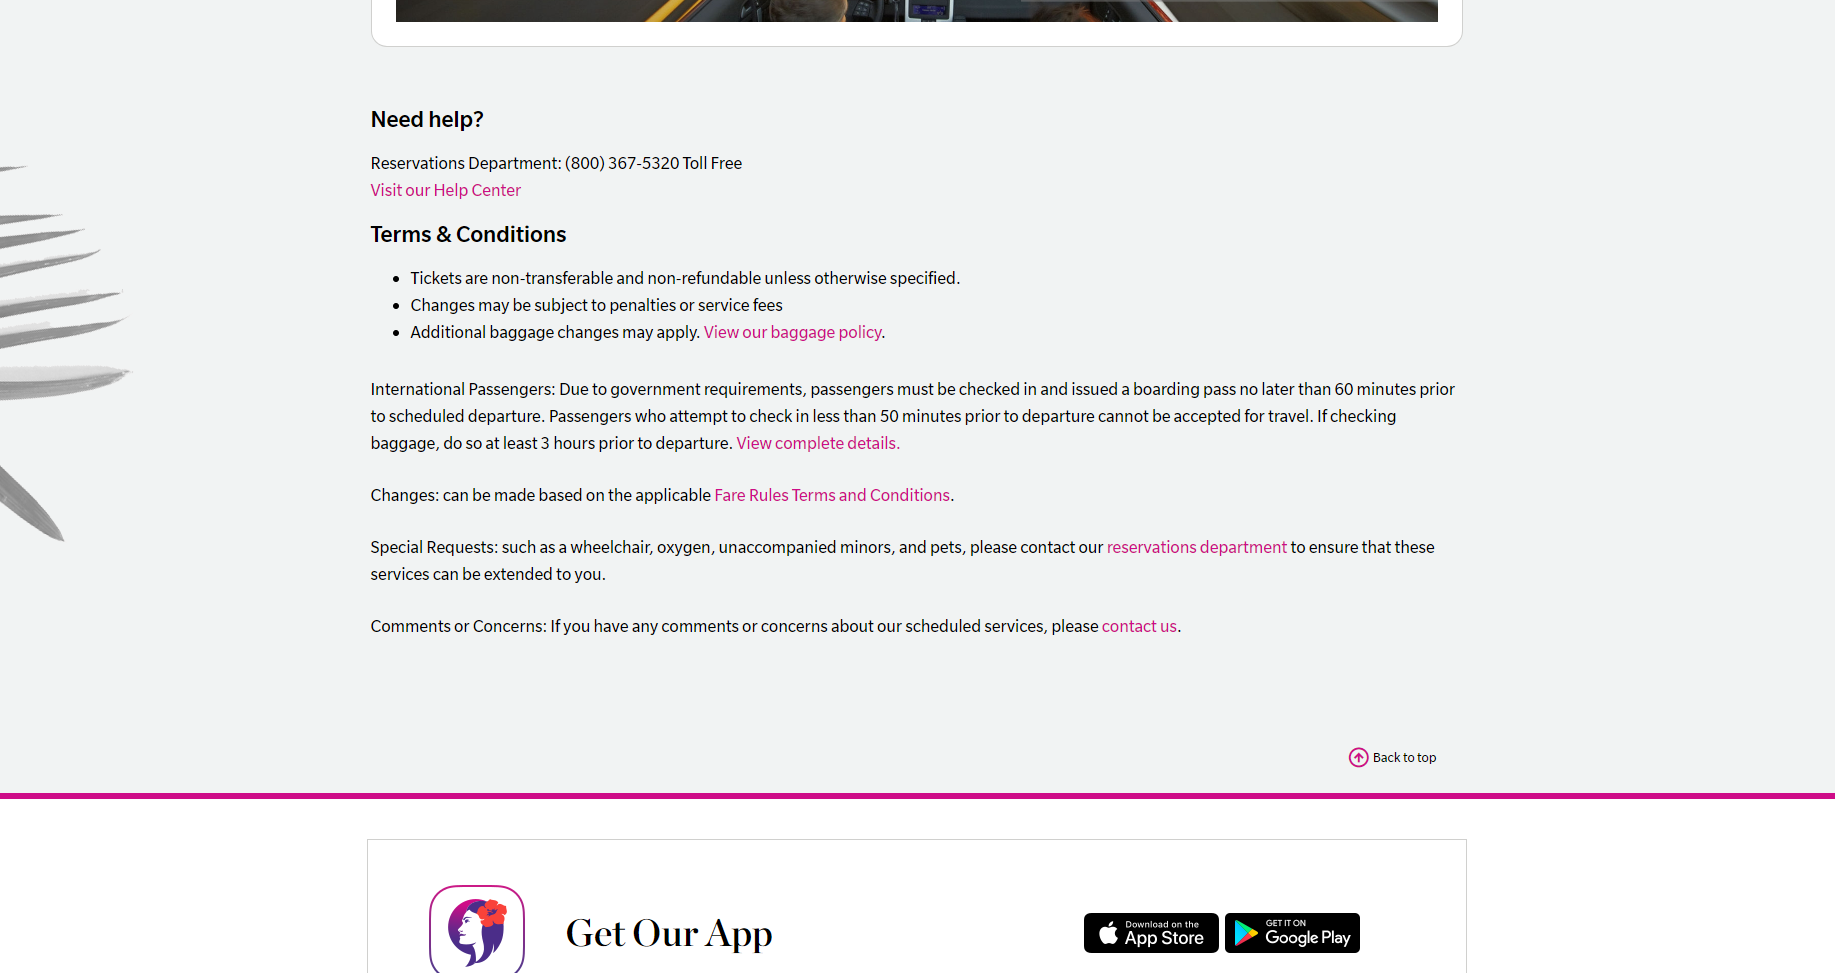 Need help?
Reservations Department: (800) 367-5320 Toll Free
Visit our Help Center
Terms & Conditions
• Tickets are non-transferable and non-refundable unless otherwise specified.
• Changes may be subject to penalties or service fees
• Additional baggage changes may apply. View our baggage policy.
International Passengers: Due to government requirements, passengers must be checked in and issued a boarding pass no later than 60 minutes prior
to scheduled departure. Passengers who attempt to check in less than 50 minutes prior to departure cannot be accepted for travel. If checking
baggage, do so at least 3 hours prior to departure. View complete details.
Changes: can be made based on the applicable Fare Rules Terms and Conditions.
Special Requests: such as a wheelchair, oxygen, unaccompanied minors, and pets, please contact our reservations department to ensure that these
services can be extended to you.
Comments or Concerns: If you have any comments or concerns about our scheduled services, please contact us.
Back to top
Get Our App
Download on the
App Store
GET IT ON
Google Play